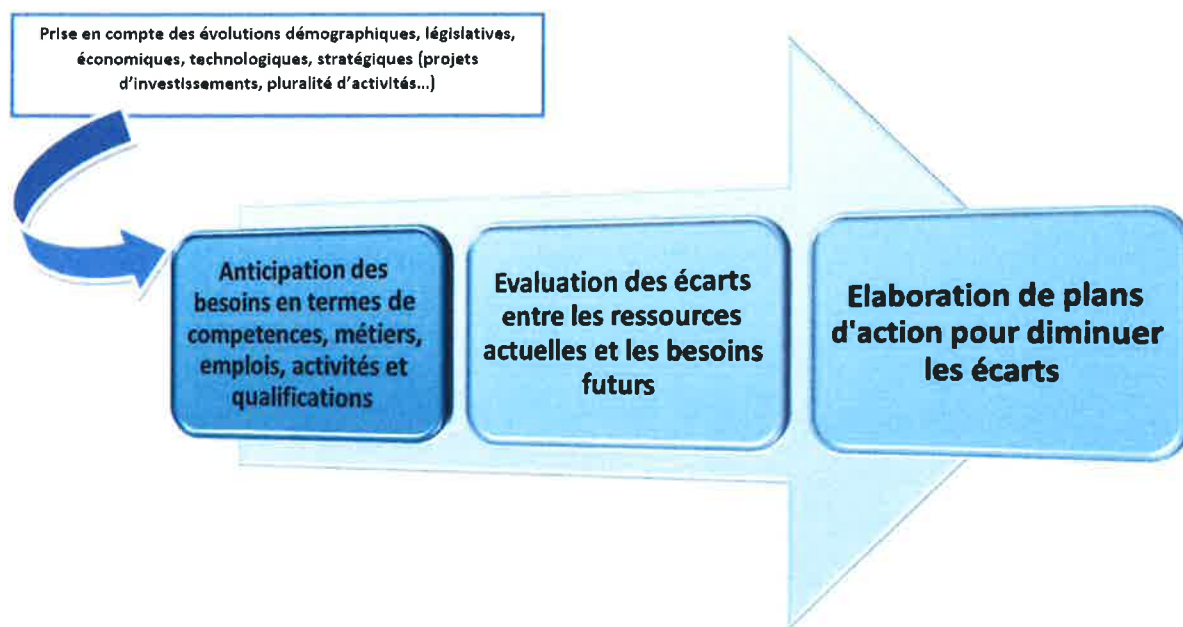 Prise en compte des évolutions démographiques, législatives,
économiques, technologiques, stratégiques (projets
d'investissements, pluralité d'activités...)
Anticipation des
besoins en termes de
competences, métiers,
emplois, activités et
qualifications
Evaluation des écarts
entre les ressources
actuelles et les besoins
futurs
Elaboration de plans
d'action pour diminuer
les écarts